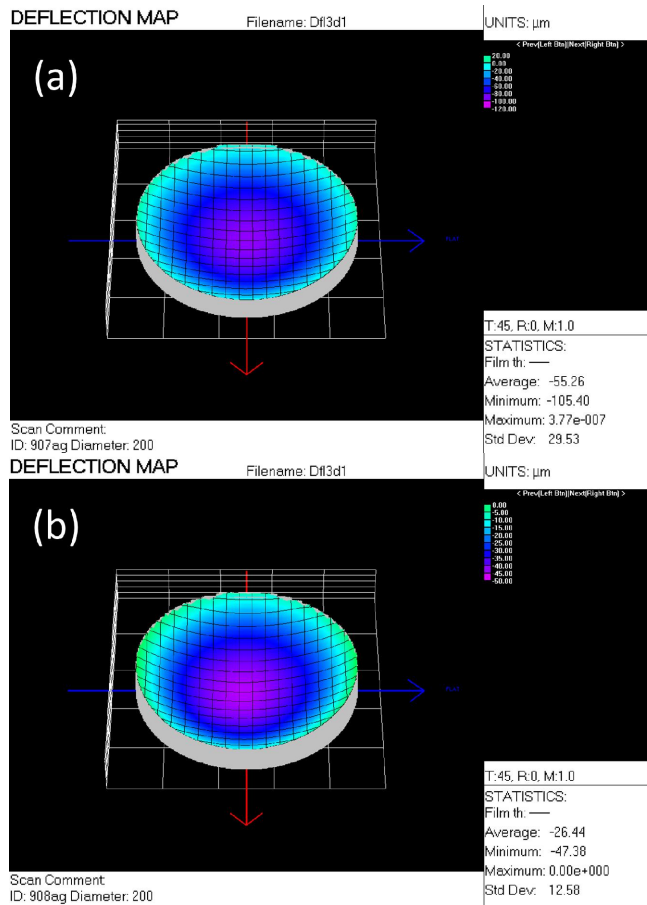 DEFLECTION MAP
Filename: Dfl3d1
UNITS: µm
< Prev(Left Btn)|Next(Right Btn) >
(a)
20.00
0.00
-20.00
-40.00
-60.00
-80.00
-100.00
-120.00
T:45, R:0, M:1.0
STATISTICS:
Film th: ──
Average: -55.26
Minimum: -105.40
Maximum: 3.77e-007
Std Dev: 29.53
Scan Comment:
ID: 907ag Diameter: 200
DEFLECTION MAP
Filename: Dfl3d1
UNITS: µm
< Prev(Left Btn)|Next(Right Btn) >
(b)
0.00
-5.00
-10.00
-15.00
-20.00
-25.00
-30.00
-35.00
-40.00
-45.00
-50.00
T:45, R:0, M:1.0
STATISTICS:
Film th: ──
Average: -26.44
Minimum: -47.38
Maximum: 0.00e+000
Std Dev: 12.58
Scan Comment:
ID: 908ag Diameter: 200